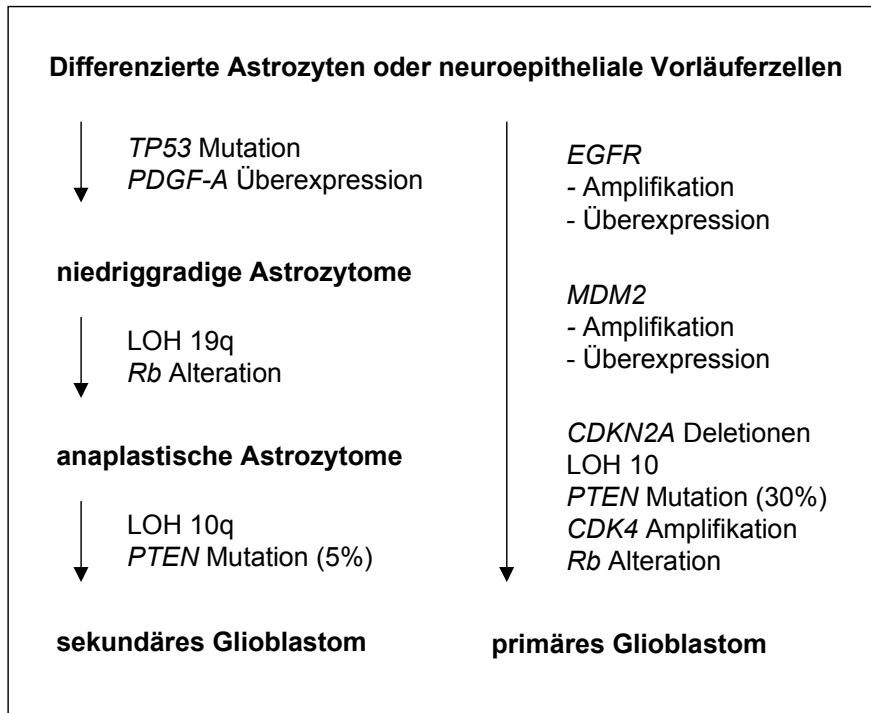 Differenzierte Astrozyten oder neuroepitheliale Vorläuferzellen
TP53 Mutation
PDGF-A Überexpression
niedriggradige Astrozytome
LOH 19q
Rb Alteration
anaplastische Astrozytome
LOH 10q
PTEN Mutation (5%)
sekundäres Glioblastom
EGFR
- Amplifikation
- Überexpression
MDM2
- Amplifikation
- Überexpression
CDKN2A Deletionen
LOH 10
PTEN Mutation (30%)
CDK4 Amplifikation
Rb Alteration
primäres Glioblastom